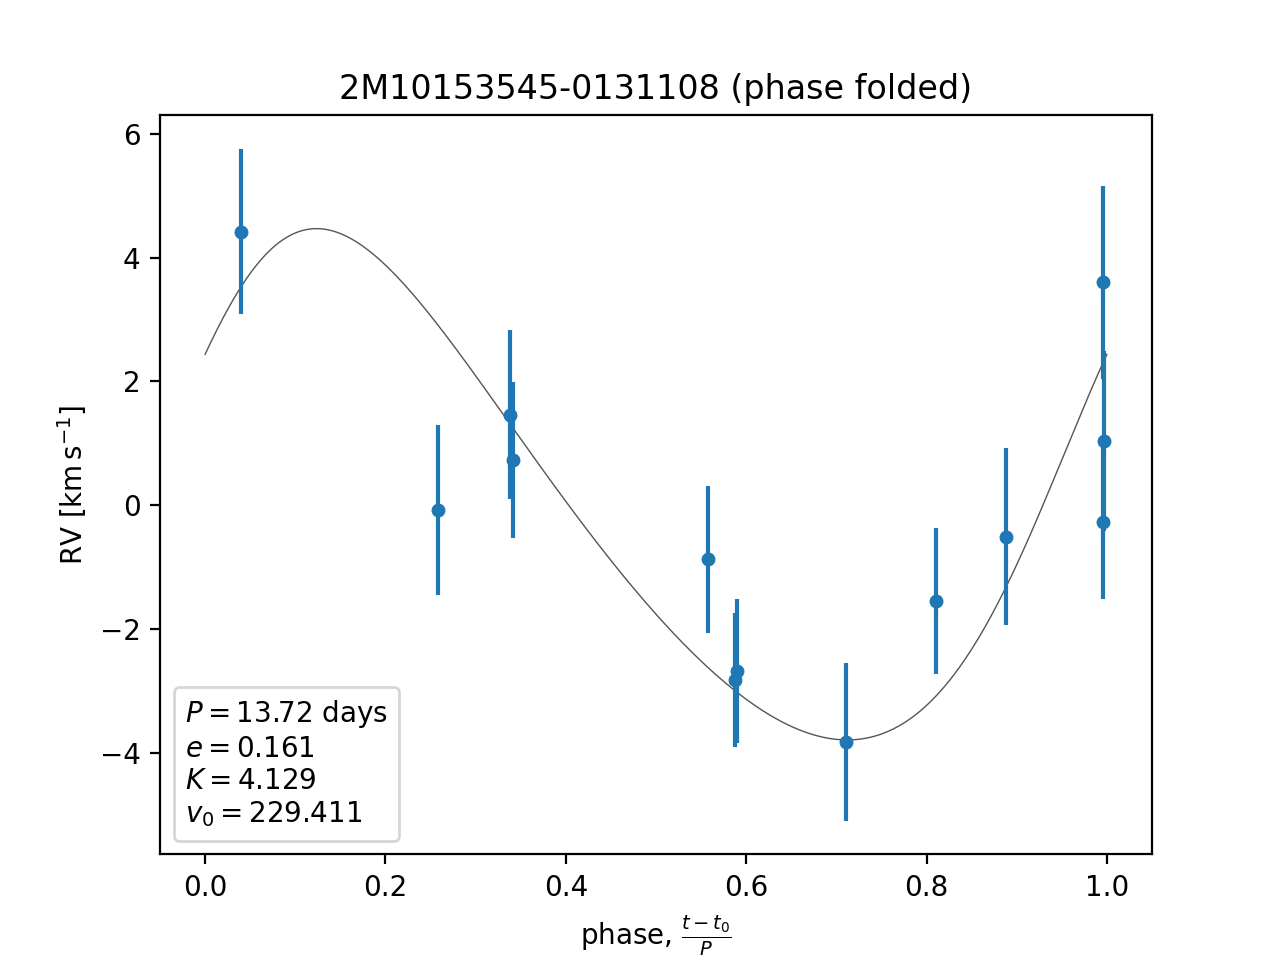 2M10153545-0131108 (phase folded)
6
4
2
0
−2
−4
RV [km s⁻¹]
P = 13.72 days
e = 0.161
K = 4.129
v₀ = 229.411
0.0 0.2 0.4 0.6 0.8 1.0
phase, (t − t₀)/P